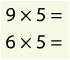 9 × 5 =
6 × 5 =